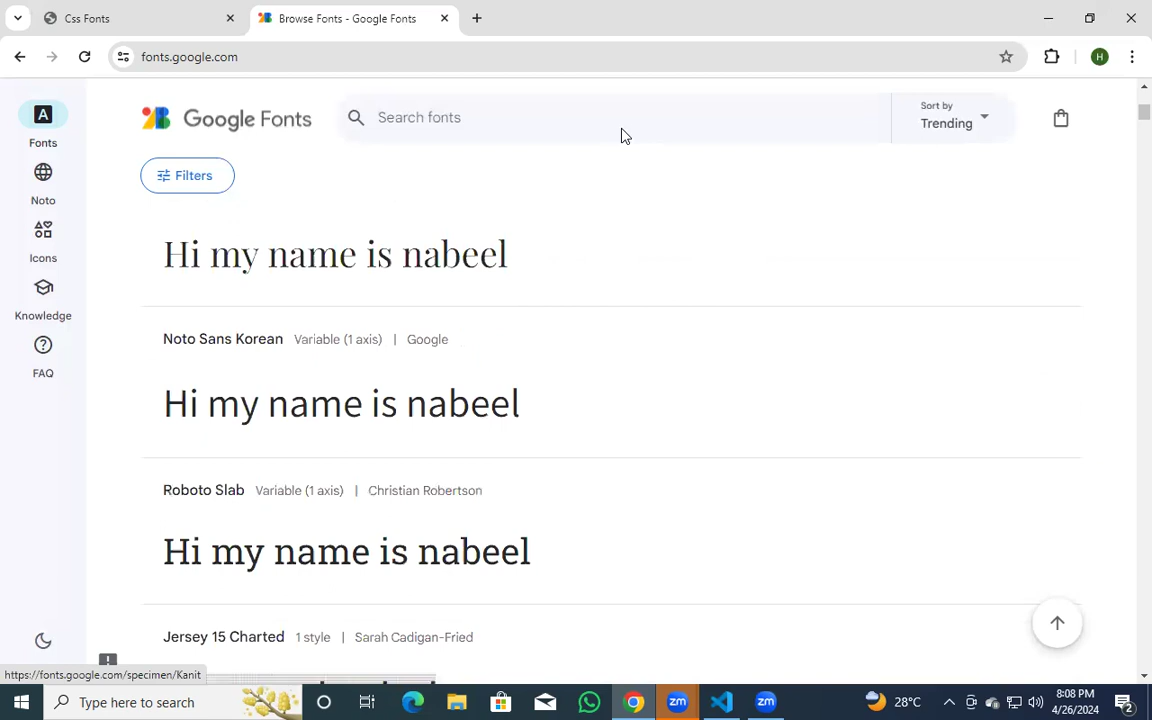 Css Fonts
Browse Fonts - Google Fonts
fonts.google.com
H
A
Fonts
Noto
Icons
Knowledge
FAQ
Google Fonts
Search fonts
Sort by
Trending
Filters
Hi my name is nabeel
Noto Sans Korean Variable (1 axis) | Google
Hi my name is nabeel
Roboto Slab Variable (1 axis) | Christian Robertson
Hi my name is nabeel
Jersey 15 Charted 1 style | Sarah Cadigan-Fried
https://fonts.google.com/specimen/Kanit
Type here to search
zm
zm
28°C
8:08 PM
4/26/2024
2